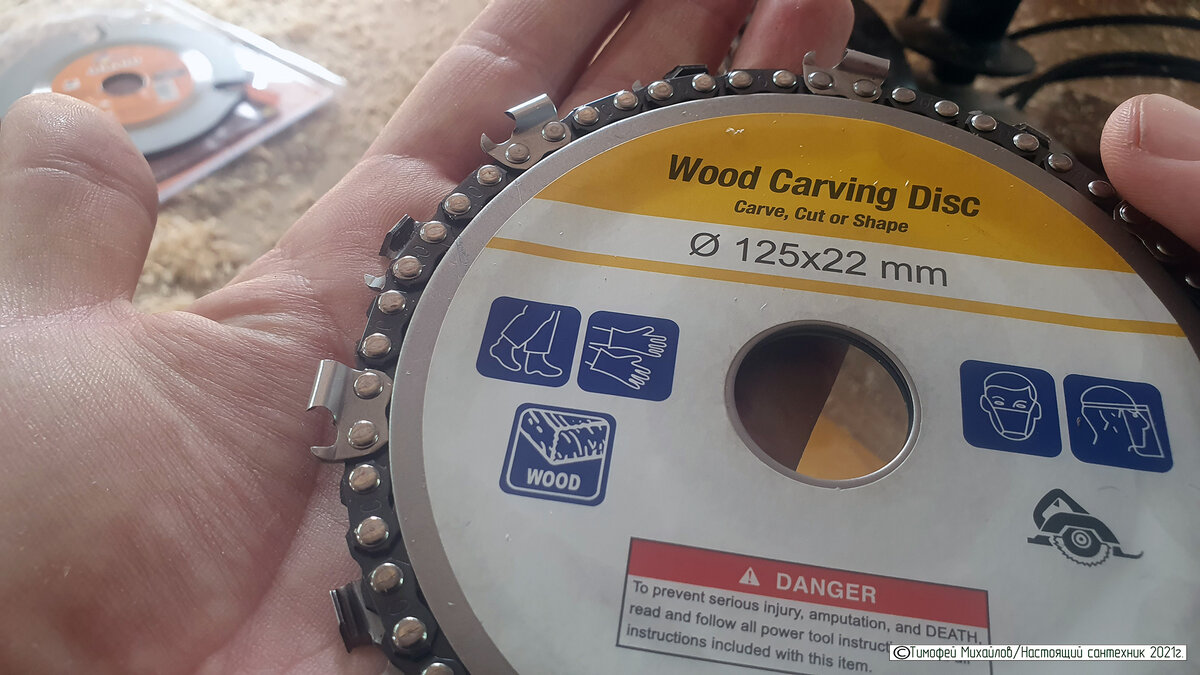 Wood Carving Disc
Carve, Cut or Shape
Ø 125x22 mm
WOOD
DANGER
To prevent serious injury, amputation, and DEATH,
read and follow all power tool
instructions included with this item.
©Тимофей Михайлов/Настоящий сантехник 2021г.